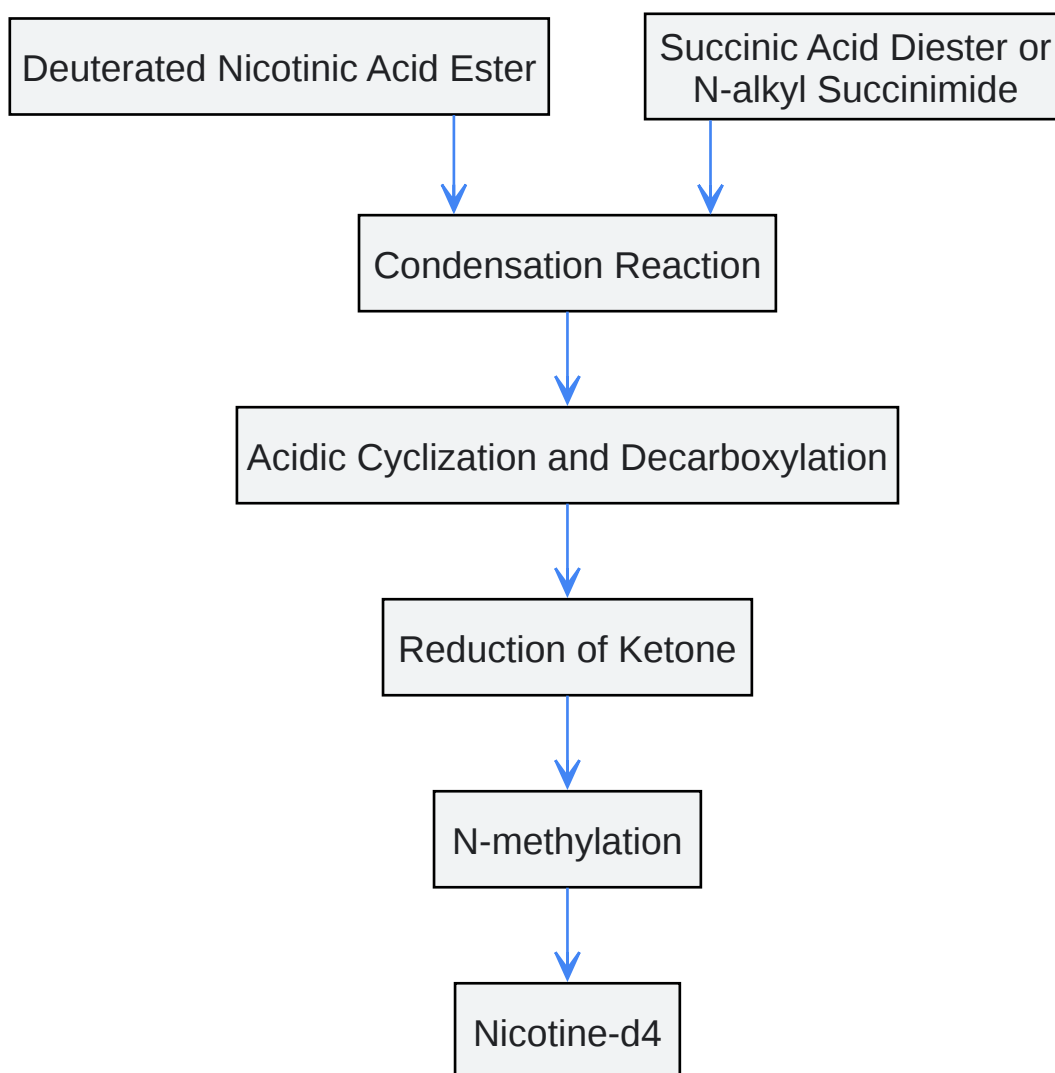 Deuterated Nicotinic Acid Ester
Succinic Acid Diester or
N-alkyl Succinimide
Condensation Reaction
Acidic Cyclization and Decarboxylation
Reduction of Ketone
N-methylation
Nicotine-d4